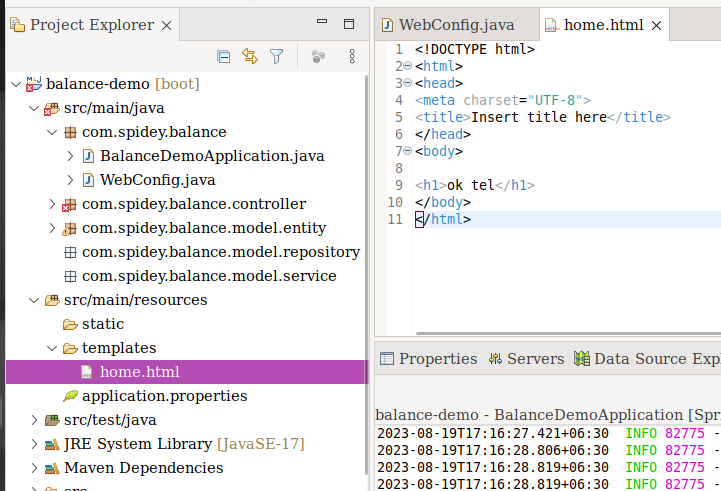 Project Explorer
balance-demo [boot]
src/main/java
com.spidey.balance
BalanceDemoApplication.java
WebConfig.java
com.spidey.balance.controller
com.spidey.balance.model.entity
com.spidey.balance.model.repository
com.spidey.balance.model.service
src/main/resources
static
templates
home.html
application.properties
src/test/java
JRE System Library [JavaSE-17]
Maven Dependencies
src
WebConfig.java home.html
1 <!DOCTYPE html>
2 <html>
3 <head>
4 <meta charset="UTF-8">
5 <title>Insert title here</title>
6 </head>
7 <body>
8
9 <h1>ok tel</h1>
10 </body>
11 </html>
Properties Servers Data Source Exp
balance-demo - BalanceDemoApplication [Spri
2023-08-19T17:16:27.421+06:30 INFO 82775 -
2023-08-19T17:16:28.806+06:30 INFO 82775 -
2023-08-19T17:16:28.819+06:30 INFO 82775 -
2023-08-19T17:16:28.819+06:30 INFO 82775 -